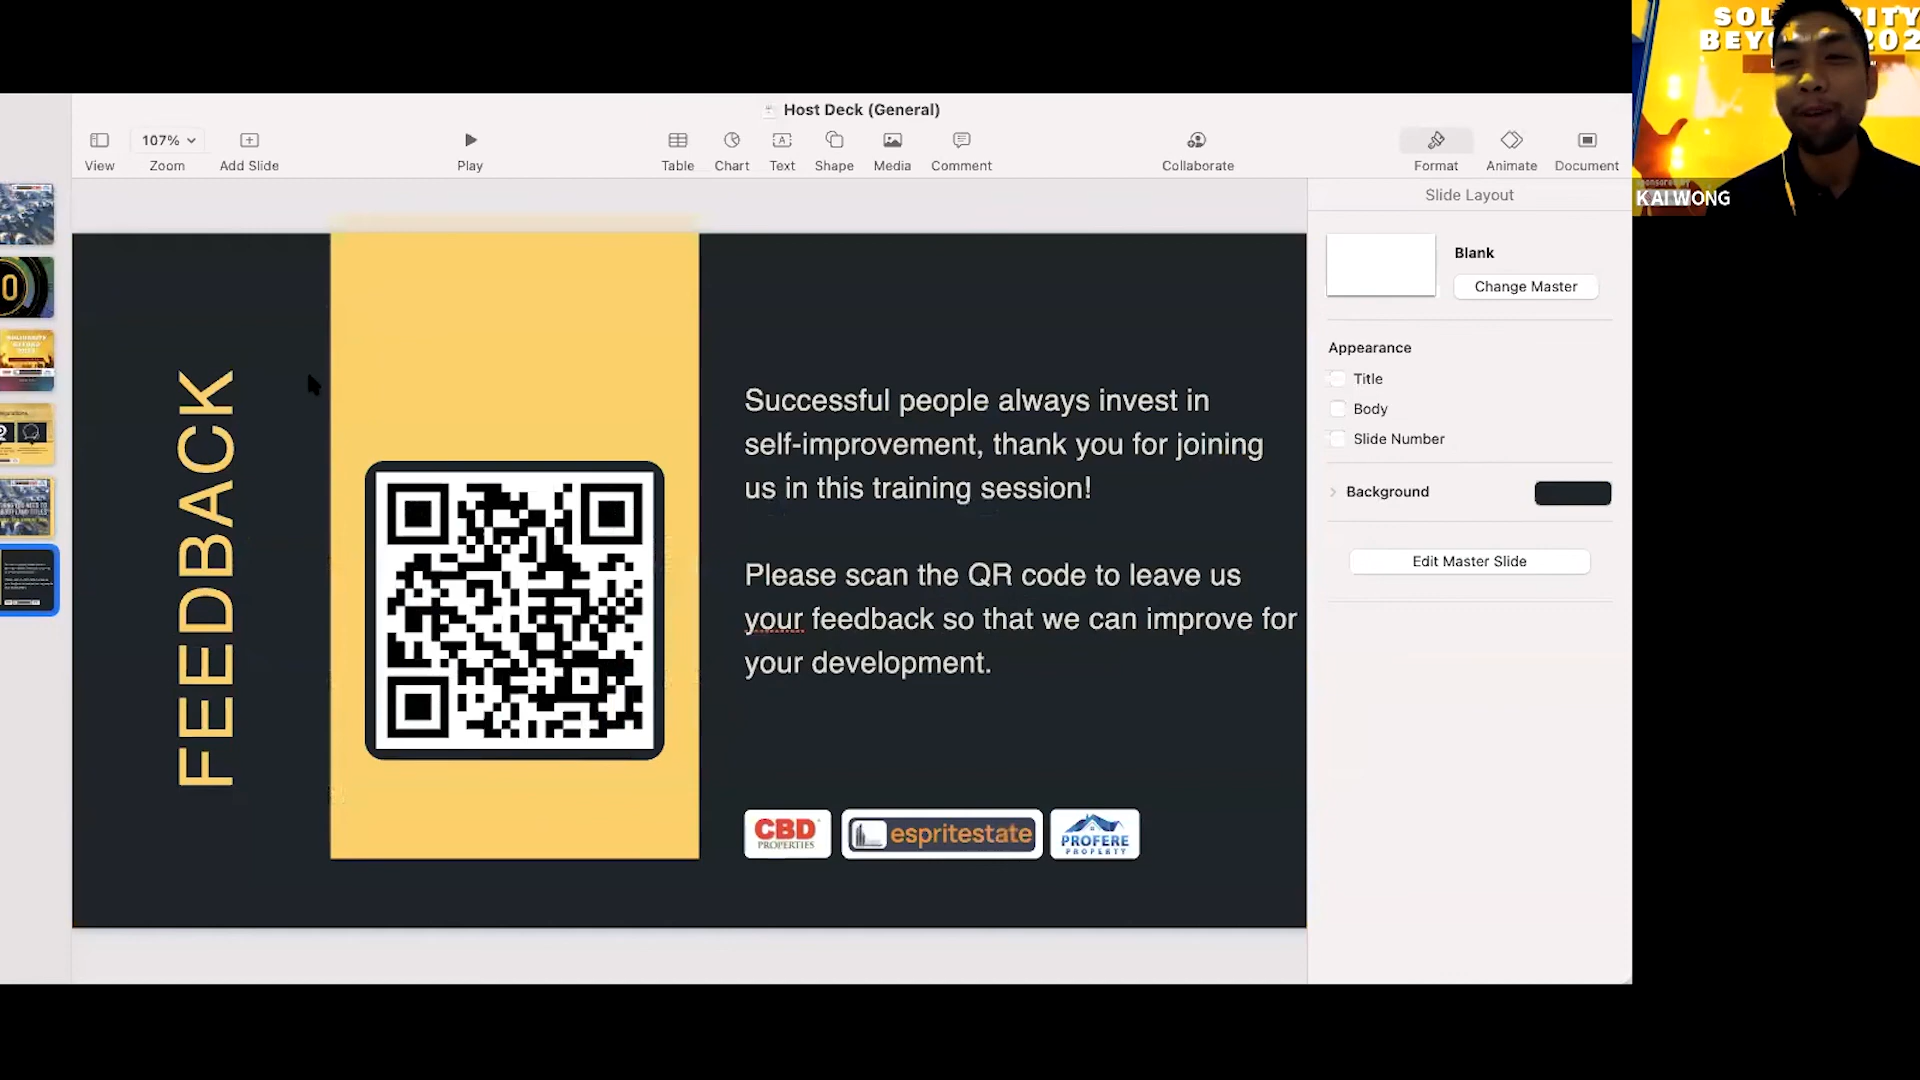 Host Deck (General)
107%
View
Zoom
Add Slide
Play
Table
Chart
Text
Shape
Media
Comment
Collaborate
Format
Animate
Document
Slide Layout
Blank
Change Master
Appearance
Title
Body
Slide Number
Background
Edit Master Slide
FEEDBACK
Successful people always invest in
self-improvement, thank you for joining
us in this training session!
Please scan the QR code to leave us
your feedback so that we can improve for
your development.
CBD
PROPERTIES
espritestate
PROFERE
PROPERTY
KAI WONG